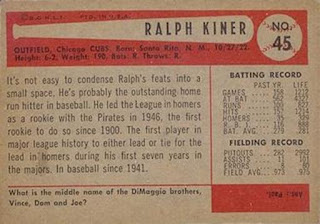 RALPH KINER
NO. 45
OUTFIELD, Chicago CUBS. Born: Santa Rita, N. M., 10/27/22.
Height: 6-2, Weight: 190, Bats: R. Throws: R.
It's not easy to condense Ralph's feats into a
small space. He's probably the outstanding home
run hitter in baseball. He led the League in homers
as a rookie with the Pirates in 1946, the first
rookie to do so since 1900. The first player in
major league history to either lead or tie for the
lead in homers during his first seven years in
the majors. In baseball since 1941.
What is the middle name of the DiMaggio brothers,
Vince, Dom and Joe?
BATTING RECORD
PAST YR. LIFE
GAMES
AT BAT
RUNS
HITS
HOMERS
R.B.I.
BAT. AVG. .279 .281
FIELDING RECORD
PUTOUTS
ASSISTS
ERRORS
FIELD. AVG. .973 .973
ANS.: PAUL